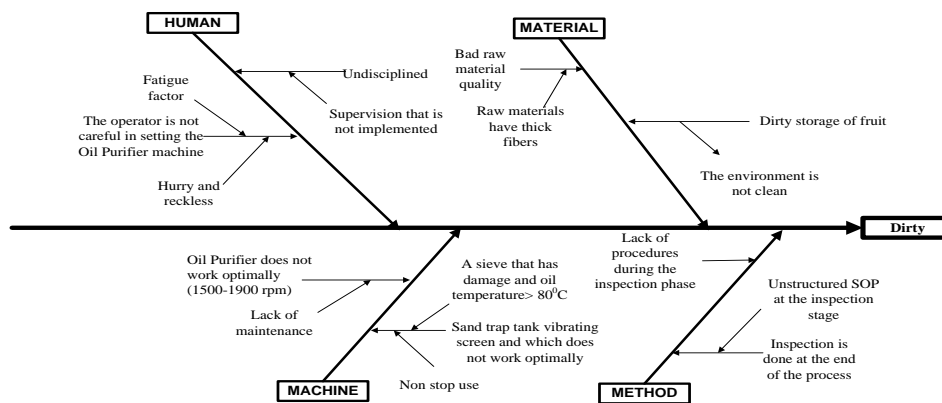 HUMAN
MATERIAL
Undisciplined
Supervision that is
not implemented
Fatigue
factor
The operator is not
careful in setting the
Oil Purifier machine
Hurry and
reckless
Bad raw
material
quality
Raw materials
have thick
fibers
Dirty storage of fruit
The environment is
not clean
Dirty
Oil Purifier does not
work optimally
(1500-1900 rpm)
Lack of
maintenance
A sieve that has
damage and oil
temperature> 80⁰C
Sand trap tank vibrating
screen and which does
not work optimally
Non stop use
Lack of
procedures
during the
inspection phase
Unstructured SOP
at the inspection
stage
Inspection is
done at the end
of the process
MACHINE
METHOD